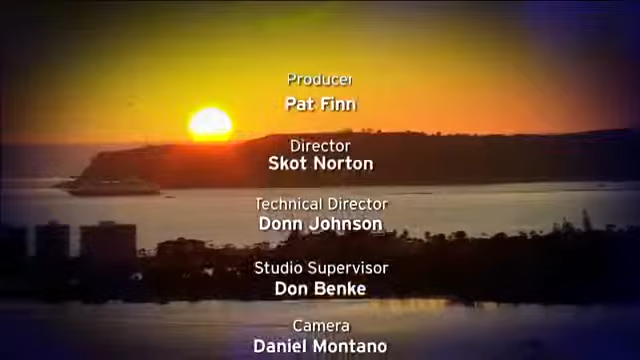 Producer
Pat Finn
Director
Skot Norton
Technical Director
Donn Johnson
Studio Supervisor
Don Benke
Camera
Daniel Montano